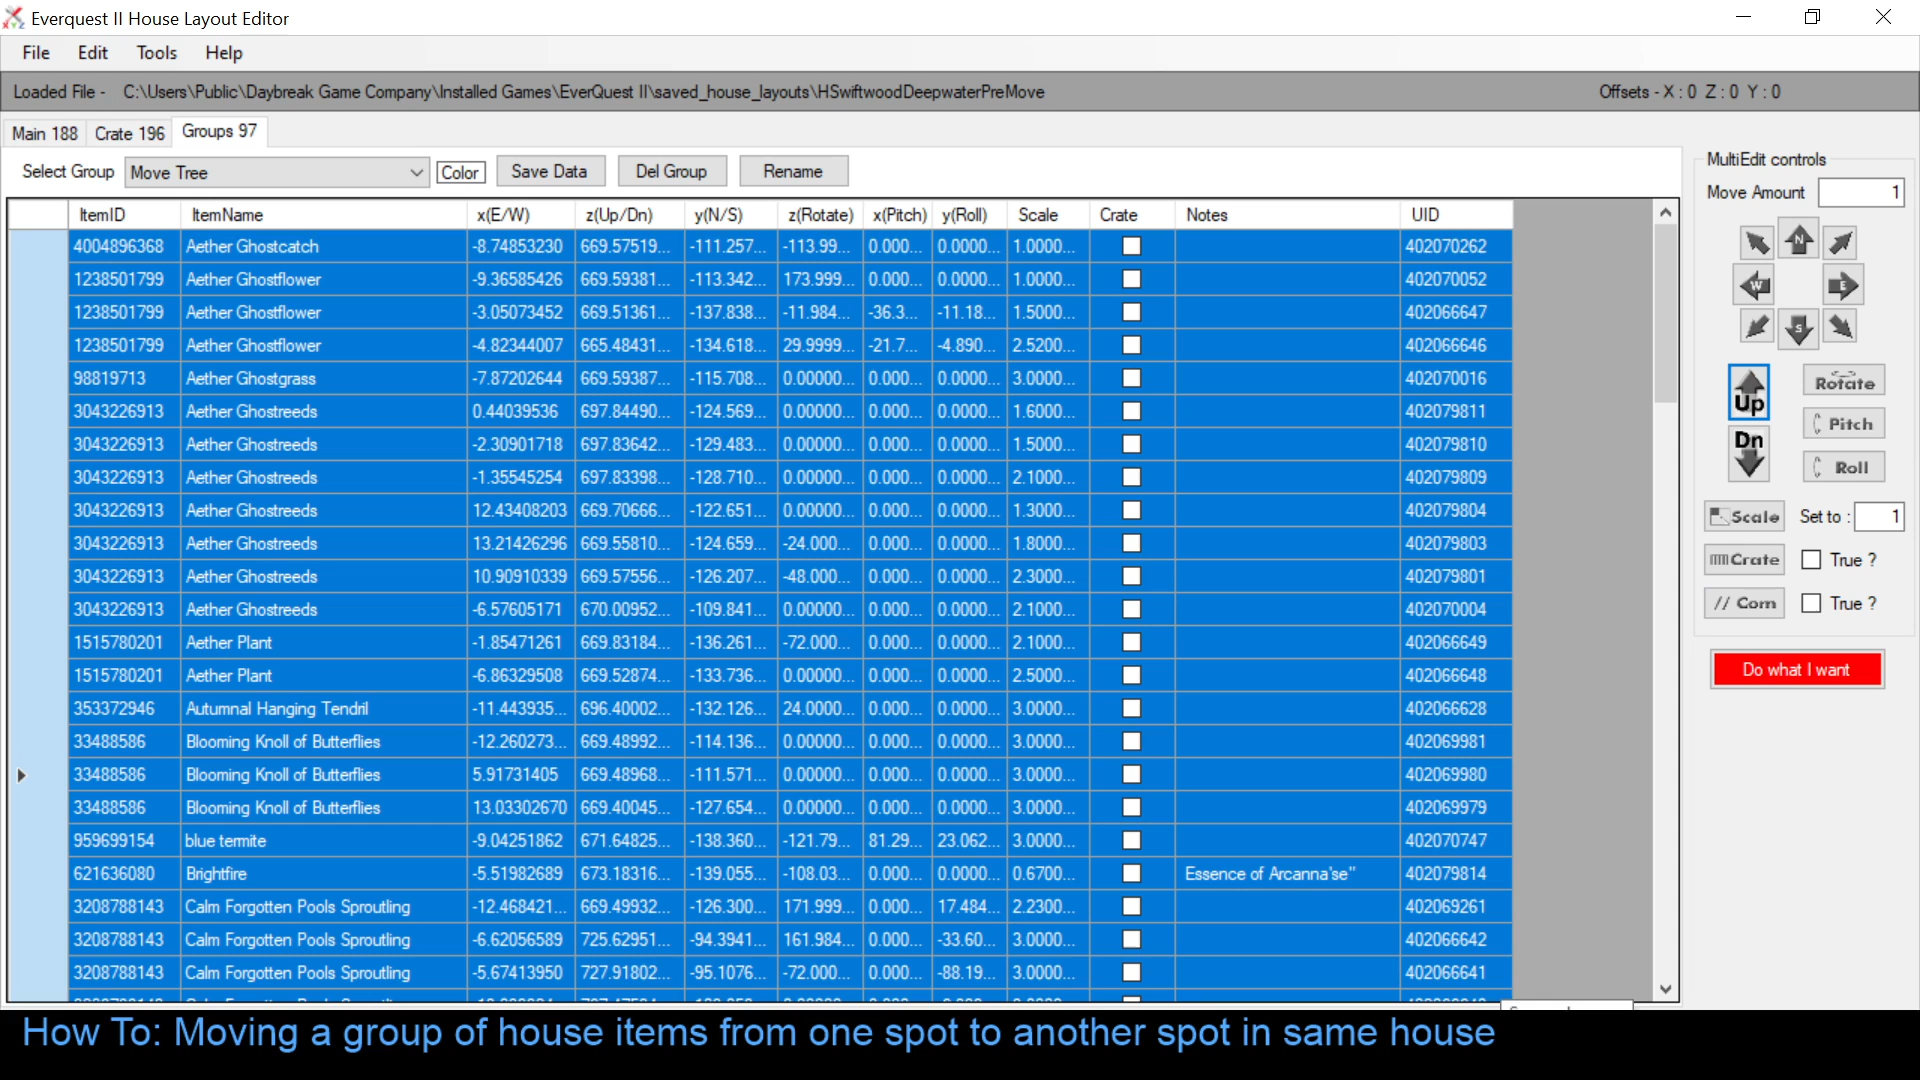 Everquest II House Layout Editor
File Edit Tools Help
Loaded File - C:\Users\Public\Daybreak Game Company\Installed Games\EverQuest II\saved_house_layouts\HSwiftwoodDeepwaterPreMove Offsets - X : 0 Z : 0 Y : 0
Main 188 Crate 196 Groups 97
Select Group Move Tree Color Save Data Del Group Rename
MultiEdit controls
Move Amount 1
ItemID ItemName x(E/W) z(Up/Dn) y(N/S) z(Rotate) x(Pitch) y(Roll) Scale Crate Notes UID
4004896368 Aether Ghostcatch -8.74853230 669.57519... -111.257... -113.99... 0.000... 0.0000... 1.0000... 402070262
1238501799 Aether Ghostflower -9.36585426 669.59381... -113.342... 173.999... 0.000... 0.0000... 1.0000... 402070052
1238501799 Aether Ghostflower -3.05073452 669.51361... -137.838... -11.984... -36.3... -11.18... 1.5000... 402066647
1238501799 Aether Ghostflower -4.82344007 665.48431... -134.618... 29.9999... -21.7... -4.890... 2.5200... 402066646
98819713 Aether Ghostgrass -7.87202644 669.59387... -115.708... 0.00000... 0.000... 0.0000... 3.0000... 402070016
3043226913 Aether Ghostreeds 0.44039536 697.84490... -124.569... 0.00000... 0.000... 0.0000... 1.6000... 402079811
3043226913 Aether Ghostreeds -2.30901718 697.83642... -129.483... 0.00000... 0.000... 0.0000... 1.5000... 402079810
3043226913 Aether Ghostreeds -1.35545254 697.83398... -128.710... 0.00000... 0.000... 0.0000... 2.1000... 402079809
3043226913 Aether Ghostreeds 12.43408203 669.70666... -122.651... 0.00000... 0.000... 0.0000... 1.3000... 402079804
3043226913 Aether Ghostreeds 13.21426296 669.55810... -124.659... -24.000... 0.000... 0.0000... 1.8000... 402079803
3043226913 Aether Ghostreeds 10.90910339 669.57556... -126.207... -48.000... 0.000... 0.0000... 2.3000... 402079801
3043226913 Aether Ghostreeds -6.57605171 670.00952... -109.841... 0.00000... 0.000... 0.0000... 2.1000... 402070004
1515780201 Aether Plant -1.85471261 669.83184... -136.261... -72.000... 0.000... 0.0000... 2.1000... 402066649
1515780201 Aether Plant -6.86329508 669.52874... -133.736... 0.00000... 0.000... 0.0000... 2.5000... 402066648
353372946 Autumnal Hanging Tendril -11.443935... 696.40002... -132.126... 24.0000... 0.000... 0.0000... 3.0000... 402066628
33488586 Blooming Knoll of Butterflies -12.260273... 669.48992... -114.136... 0.00000... 0.000... 0.0000... 3.0000... 402069981
33488586 Blooming Knoll of Butterflies 5.91731405 669.48968... -111.571... 0.00000... 0.000... 0.0000... 3.0000... 402069980
33488586 Blooming Knoll of Butterflies 13.03302670 669.40045... -127.654... 0.00000... 0.000... 0.0000... 3.0000... 402069979
959699154 blue termite -9.04251862 671.64825... -138.360... -121.79... 81.29... 23.062... 3.0000... 402070747
621636080 Brightfire -5.51982689 673.18316... -139.055... -108.03... 0.000... 0.0000... 0.6700... Essence of Arcanna'se" 402079814
3208788143 Calm Forgotten Pools Sproutling -12.468421... 669.49932... -126.300... 171.999... 0.000... 17.484... 2.2300... 402069261
3208788143 Calm Forgotten Pools Sproutling -6.62056589 725.62951... -94.3941... 161.984... 0.000... -33.60... 3.0000... 402066642
3208788143 Calm Forgotten Pools Sproutling -5.67413950 727.91802... -95.1076... -72.000... 0.000... -88.19... 3.0000... 402066641
N
W E
S
Up Rotate
Pitch
Dn Roll
Scale Set to : 1
Crate True ?
// Com True ?
Do what I want
How To: Moving a group of house items from one spot to another spot in same house